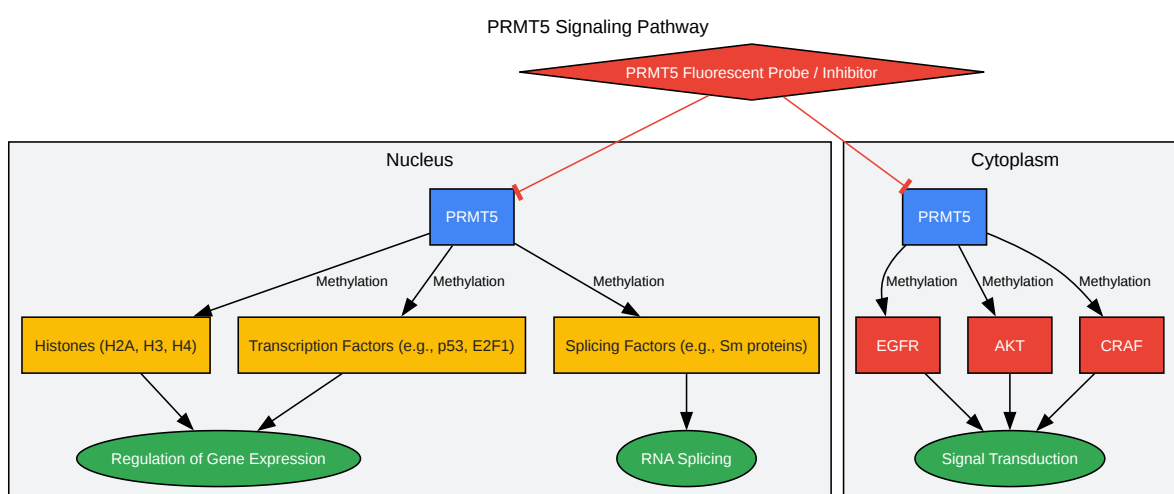 PRMT5 Signaling Pathway
PRMT5 Fluorescent Probe / Inhibitor
Nucleus
Cytoplasm
PRMT5
PRMT5
Methylation
Methylation
Methylation
Methylation
Methylation
Methylation
Histones (H2A, H3, H4)
Transcription Factors (e.g., p53, E2F1)
Splicing Factors (e.g., Sm proteins)
EGFR
AKT
CRAF
Regulation of Gene Expression
RNA Splicing
Signal Transduction